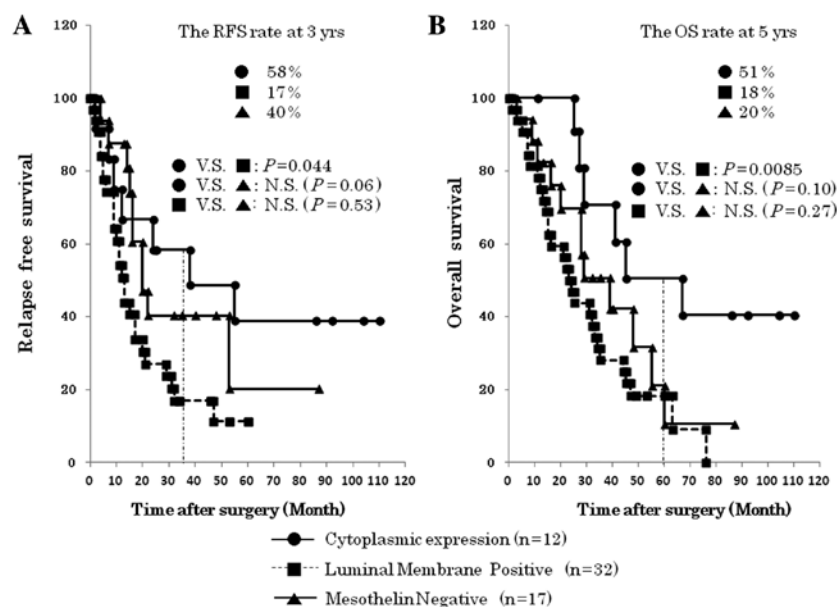 A
The RFS rate at 3 yrs
● 58%
■ 17%
▲ 40%
● V.S. ■ : P=0.044
● V.S. ▲ : N.S. (P=0.06)
■ V.S. ▲ : N.S. (P=0.53)
Relapse free survival
120
100
80
60
40
20
0
0 10 20 30 40 50 60 70 80 90 100 110 120
Time after surgery (Month)
B
The OS rate at 5 yrs
● 51%
■ 18%
▲ 20%
● V.S. ■ : P=0.0085
● V.S. ▲ : N.S. (P=0.10)
■ V.S. ▲ : N.S. (P=0.27)
Overall survival
120
100
80
60
40
20
0
0 10 20 30 40 50 60 70 80 90 100 110 120
Time after surgery (Month)
Cytoplasmic expression (n=12)
Luminal Membrane Positive (n=32)
Mesothelin Negative (n=17)